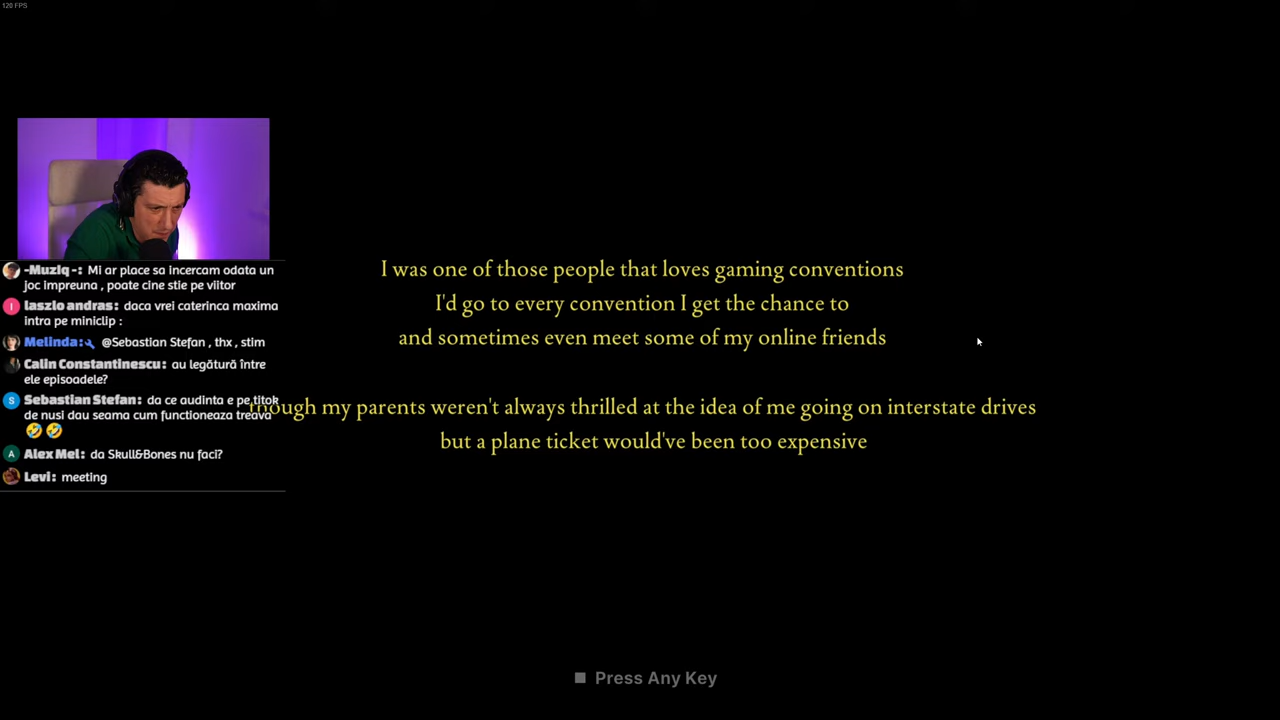 120 FPS
-MuzIq-: Mi ar place sa incercam odata un
joc impreuna , poate cine stie pe viitor
laszlo andras: daca vrei caterinca maxima
intra pe miniclip :
Melinda: @Sebastian Stefan , thx , stim
Calin Constantinescu: au legătură între
ele episoadele?
Sebastian Stefan: da ce audinta e pe titok
de nusi dau seama cum functioneaza treava
Alex Mel: da Skull&Bones nu faci?
Levi: meeting
I was one of those people that loves gaming conventions
I'd go to every convention I get the chance to
and sometimes even meet some of my online friends
though my parents weren't always thrilled at the idea of me going on interstate drives
but a plane ticket would've been too expensive
Press Any Key